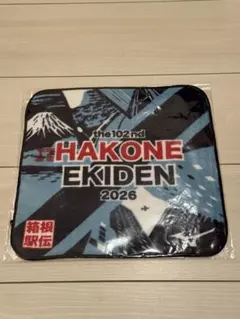 the 102nd
HAKONE
EKIDEN
2026
箱根
駅伝